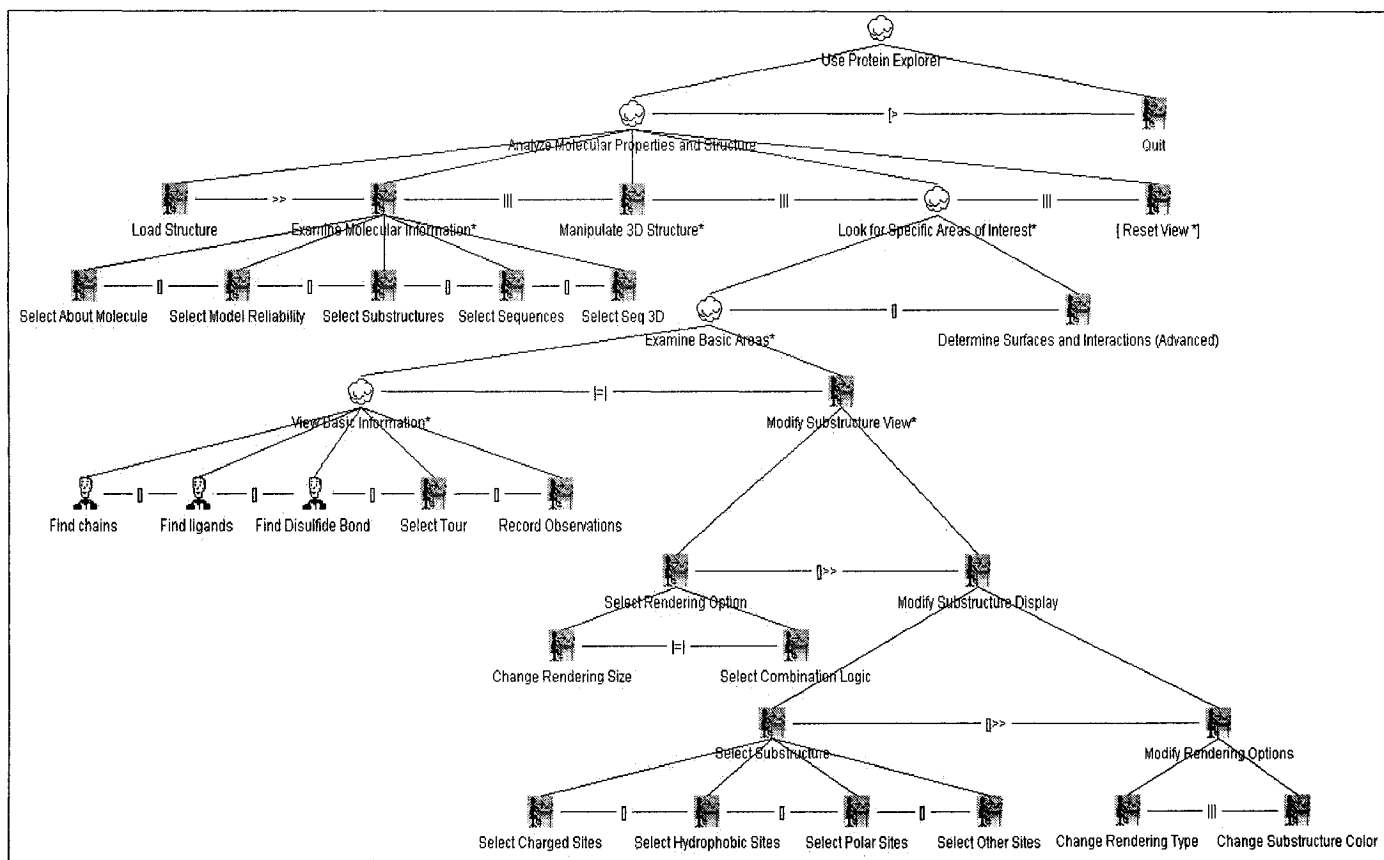 Use Protein Explorer
[>
Analyze Molecular Properties and Structure
Quit
>>
|||
|||
|||
Load Structure
Examine Molecular Information*
Manipulate 3D Structure*
Look for Specific Areas of Interest*
[ Reset View *]
[] [] [] [] []
Select About Molecule
Select Model Reliability
Select Substructures
Select Sequences
Select Seq 3D
Examine Basic Areas*
Determine Surfaces and Interactions (Advanced)
|=|
View Basic Information*
Modify Substructure View*
[] [] [] []
Find chains
Find ligands
Find Disulfide Bond
Select Tour
Record Observations
[]>>
Select Rendering Option
Modify Substructure Display
|=|
Change Rendering Size
Select Combination Logic
[]>>
Select Substructure
Modify Rendering Options
[] [] [] |||
Select Charged Sites
Select Hydrophobic Sites
Select Polar Sites
Select Other Sites
Change Rendering Type
Change Substructure Color